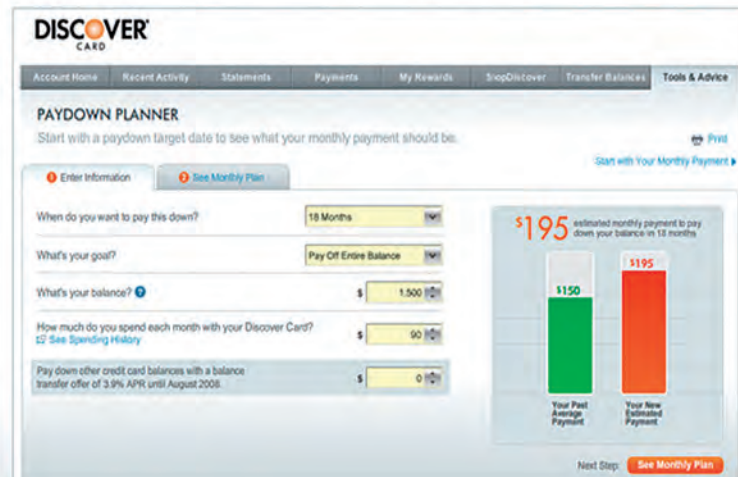 DISCOVER
CARD
Account Home Recent Activity Statements Payments My Rewards ShopDiscover Transfer Balances Tools & Advice
PAYDOWN PLANNER
Start with a paydown target date to see what your monthly payment should be.
Print
Start with Your Monthly Payment
1 Enter Information 2 See Monthly Plan
When do you want to pay this down? 18 Months
What's your goal? Pay Off Entire Balance
What's your balance? ? $ 1,500
How much do you spend each month with your Discover Card? $ 90
See Spending History
Pay down other credit card balances with a balance
transfer offer of 3.9% APR until August 2008. $ 0
$195 estimated monthly payment to pay
down your balance in 18 months
$195
$150
Your Past
Average
Payment
Your New
Estimated
Payment
Next Step: See Monthly Plan